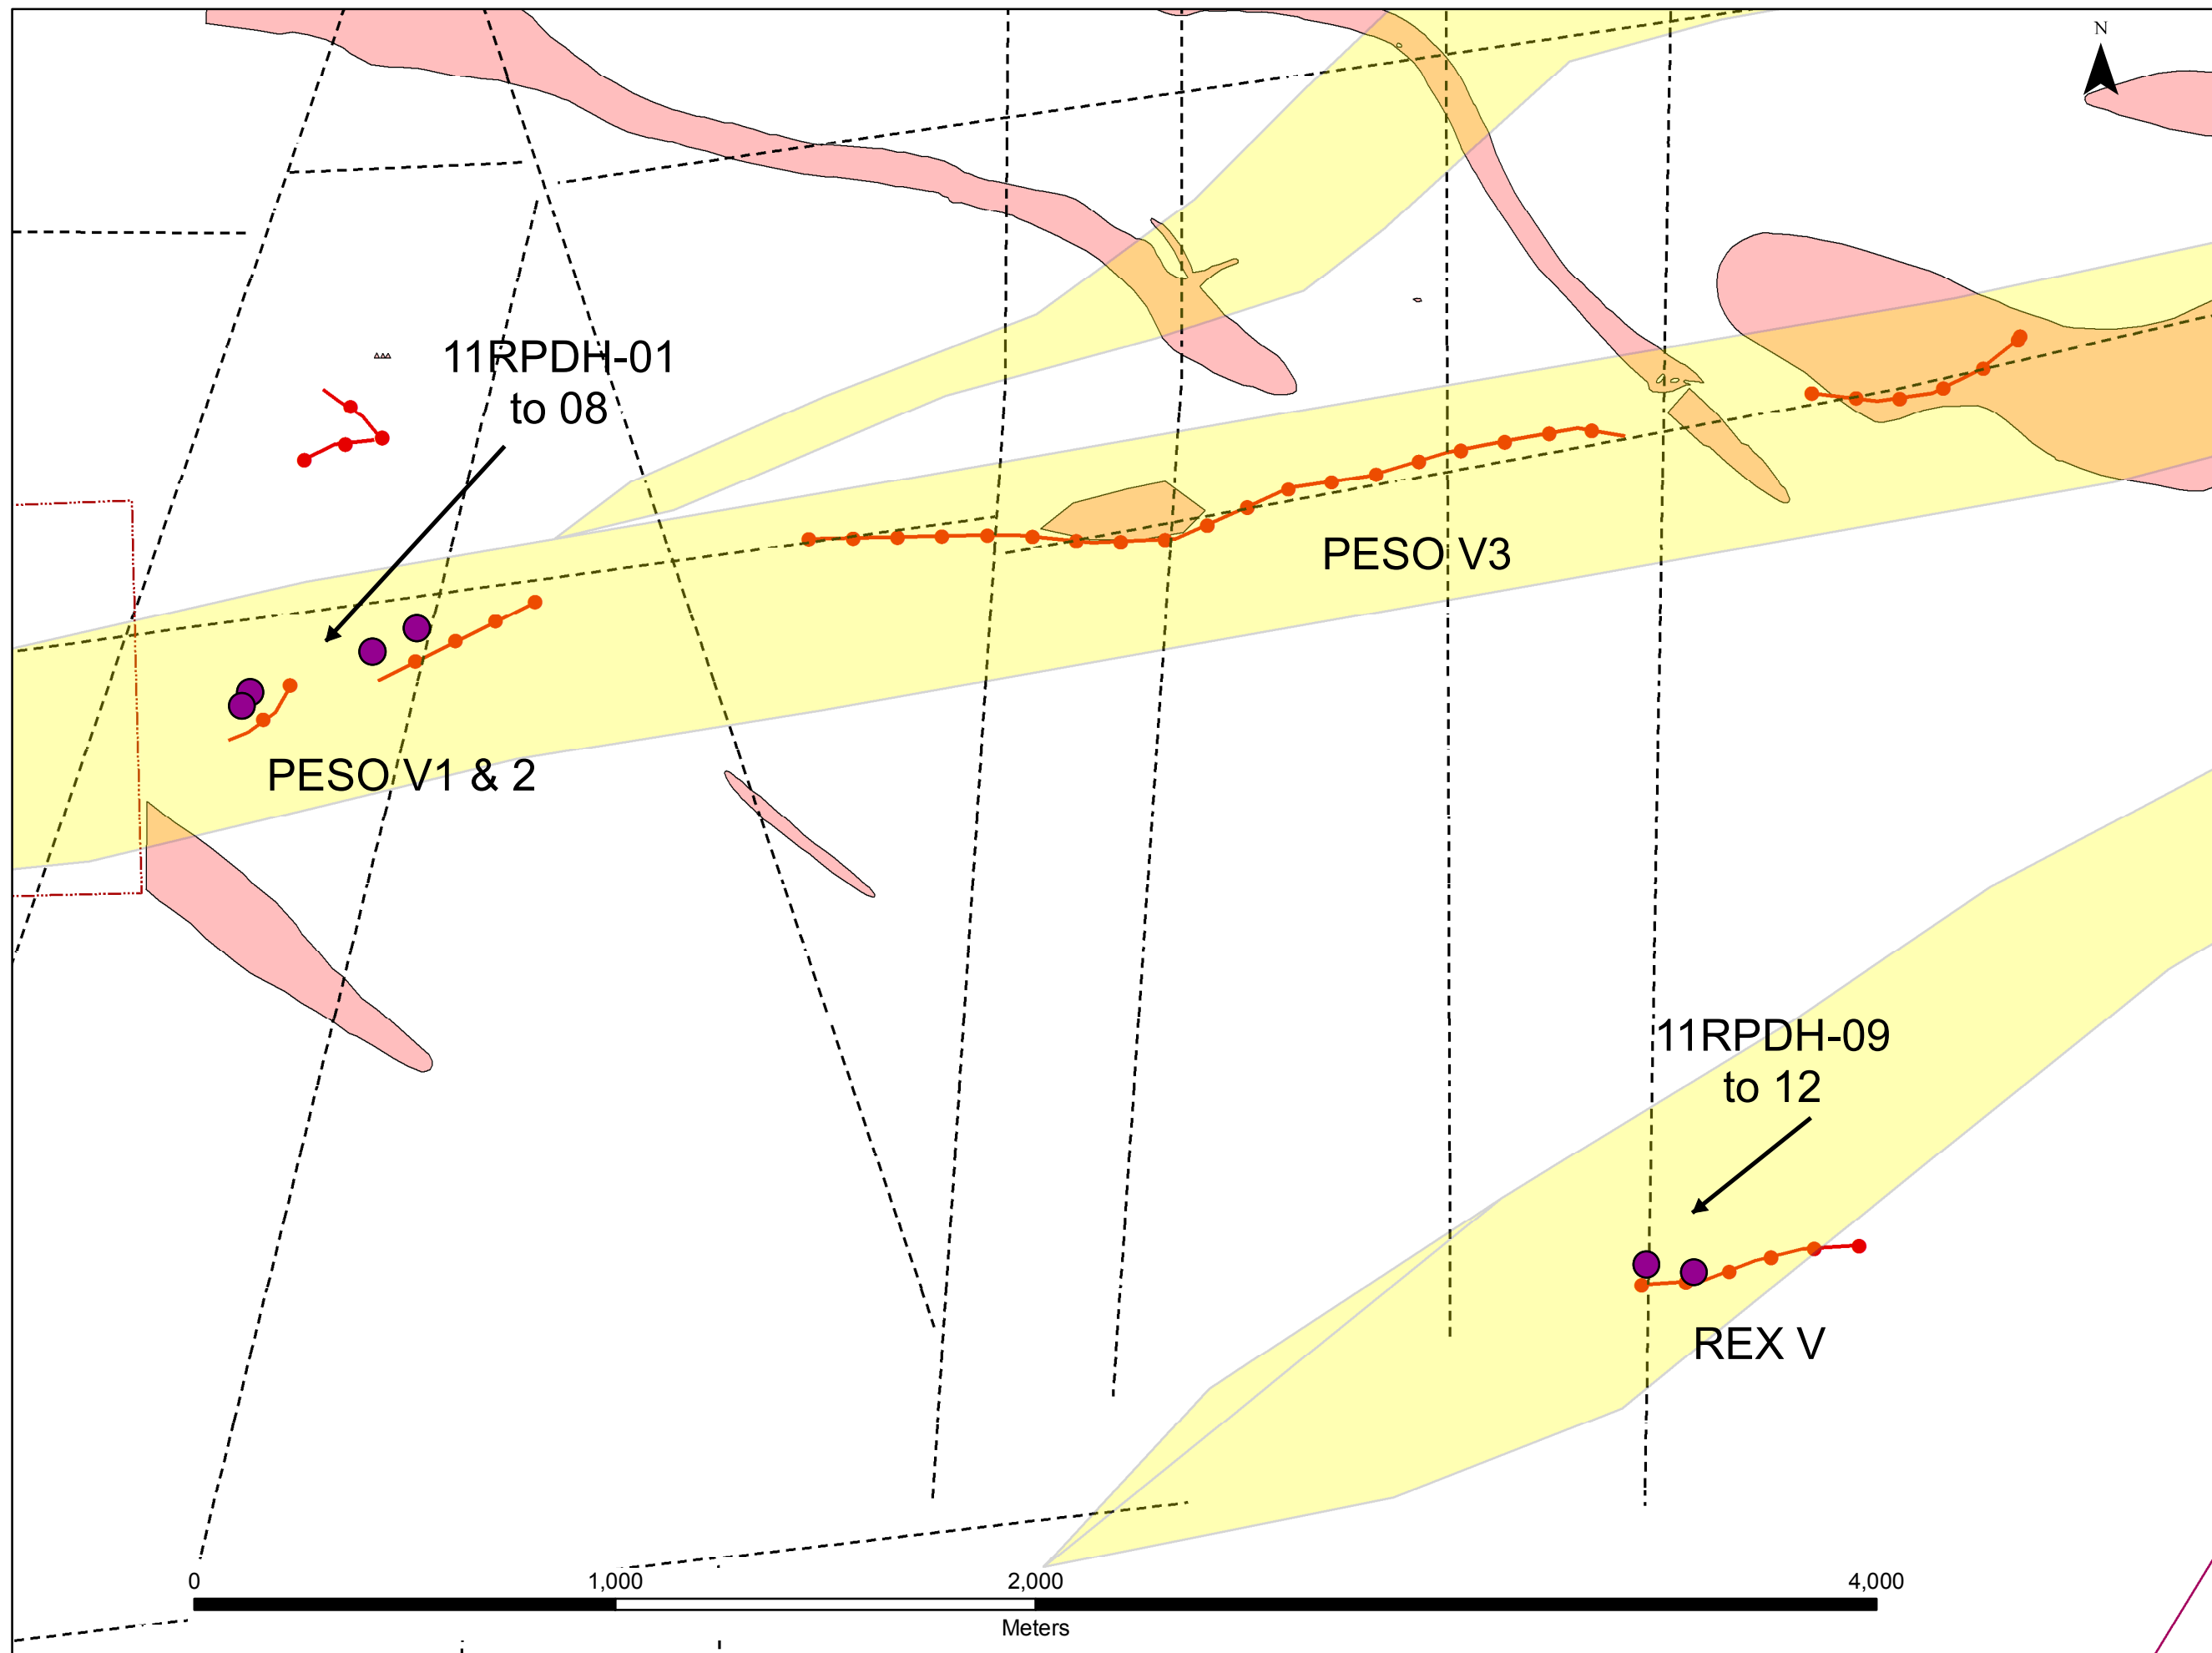 N
11RPDH-01
to 08
PESO V3
PESO V1 & 2
11RPDH-09
to 12
REX V
0 1,000 2,000 4,000
Meters